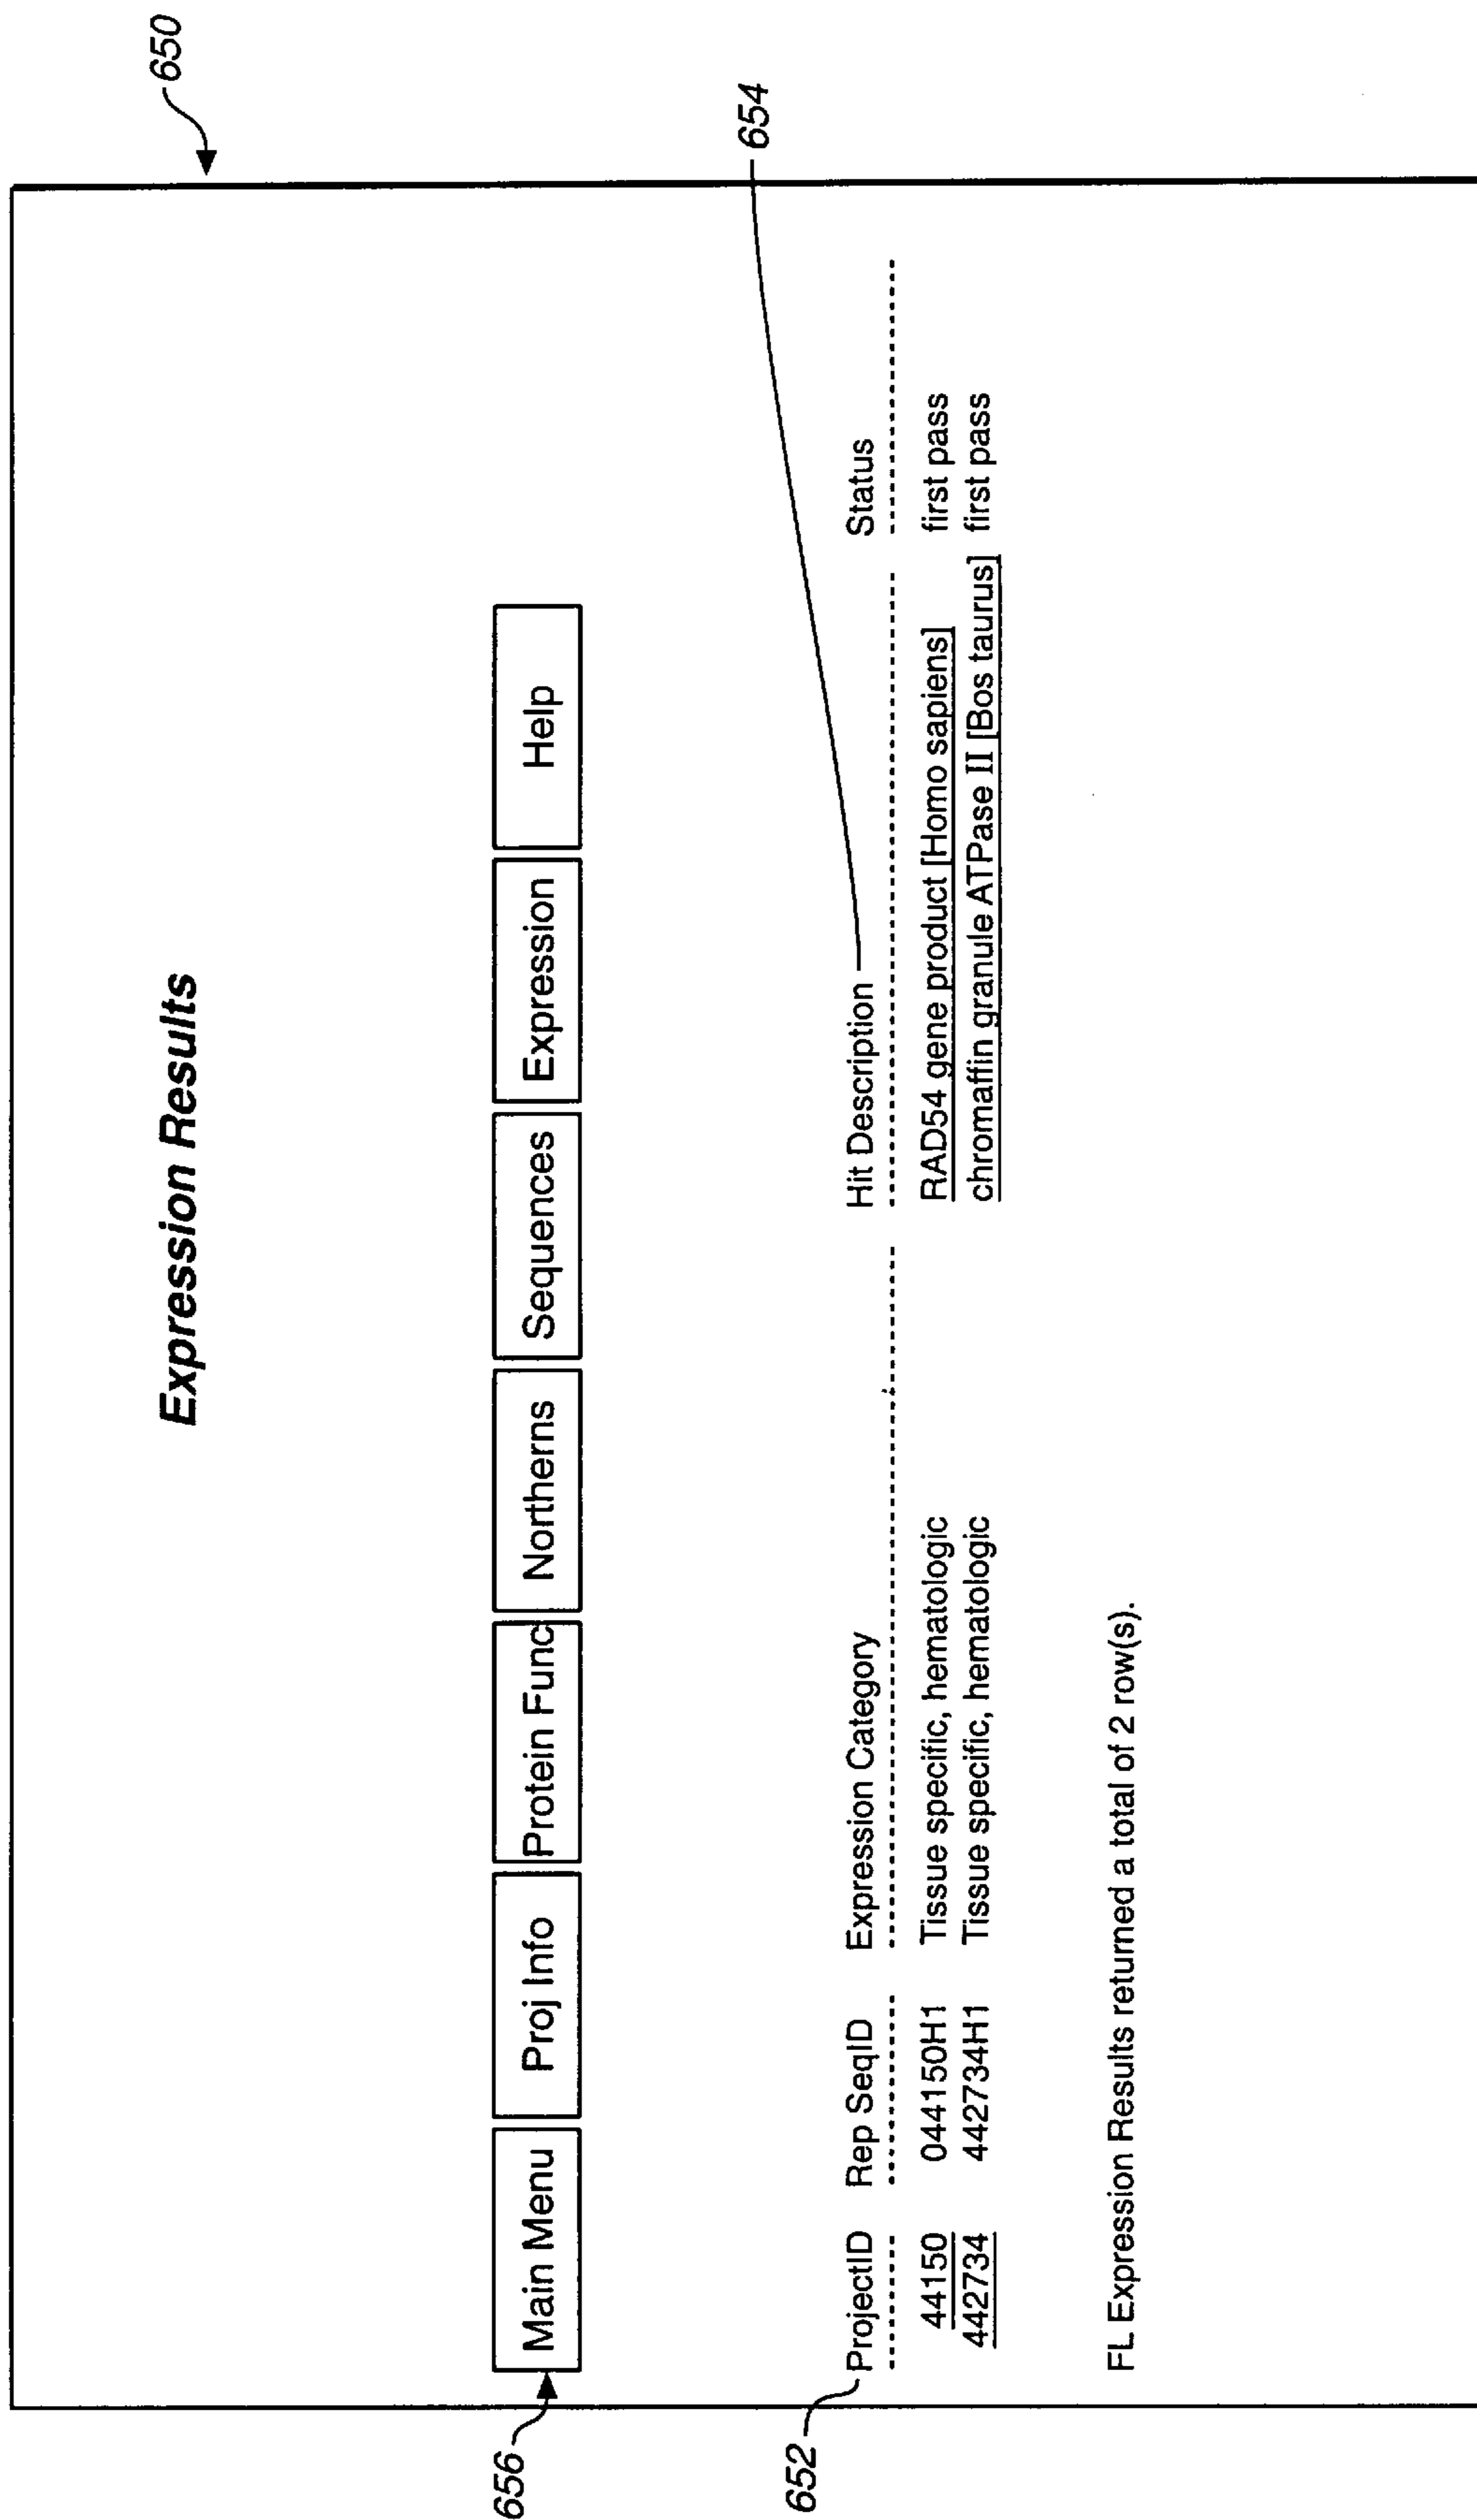 650
Expression Results
656
Main Menu Proj Info Protein Func Northerns Sequences Expression Help
654
652
ProjectID Rep SeqID Expression Category Hit Description Status
44150 044150H1 Tissue specific, hematologic RAD54 gene product [Homo sapiens] first pass
442734 442734H1 Tissue specific, hematologic chromaffin granule ATPase II [Bos taurus] first pass
FL Expression Results returned a total of 2 row(s).